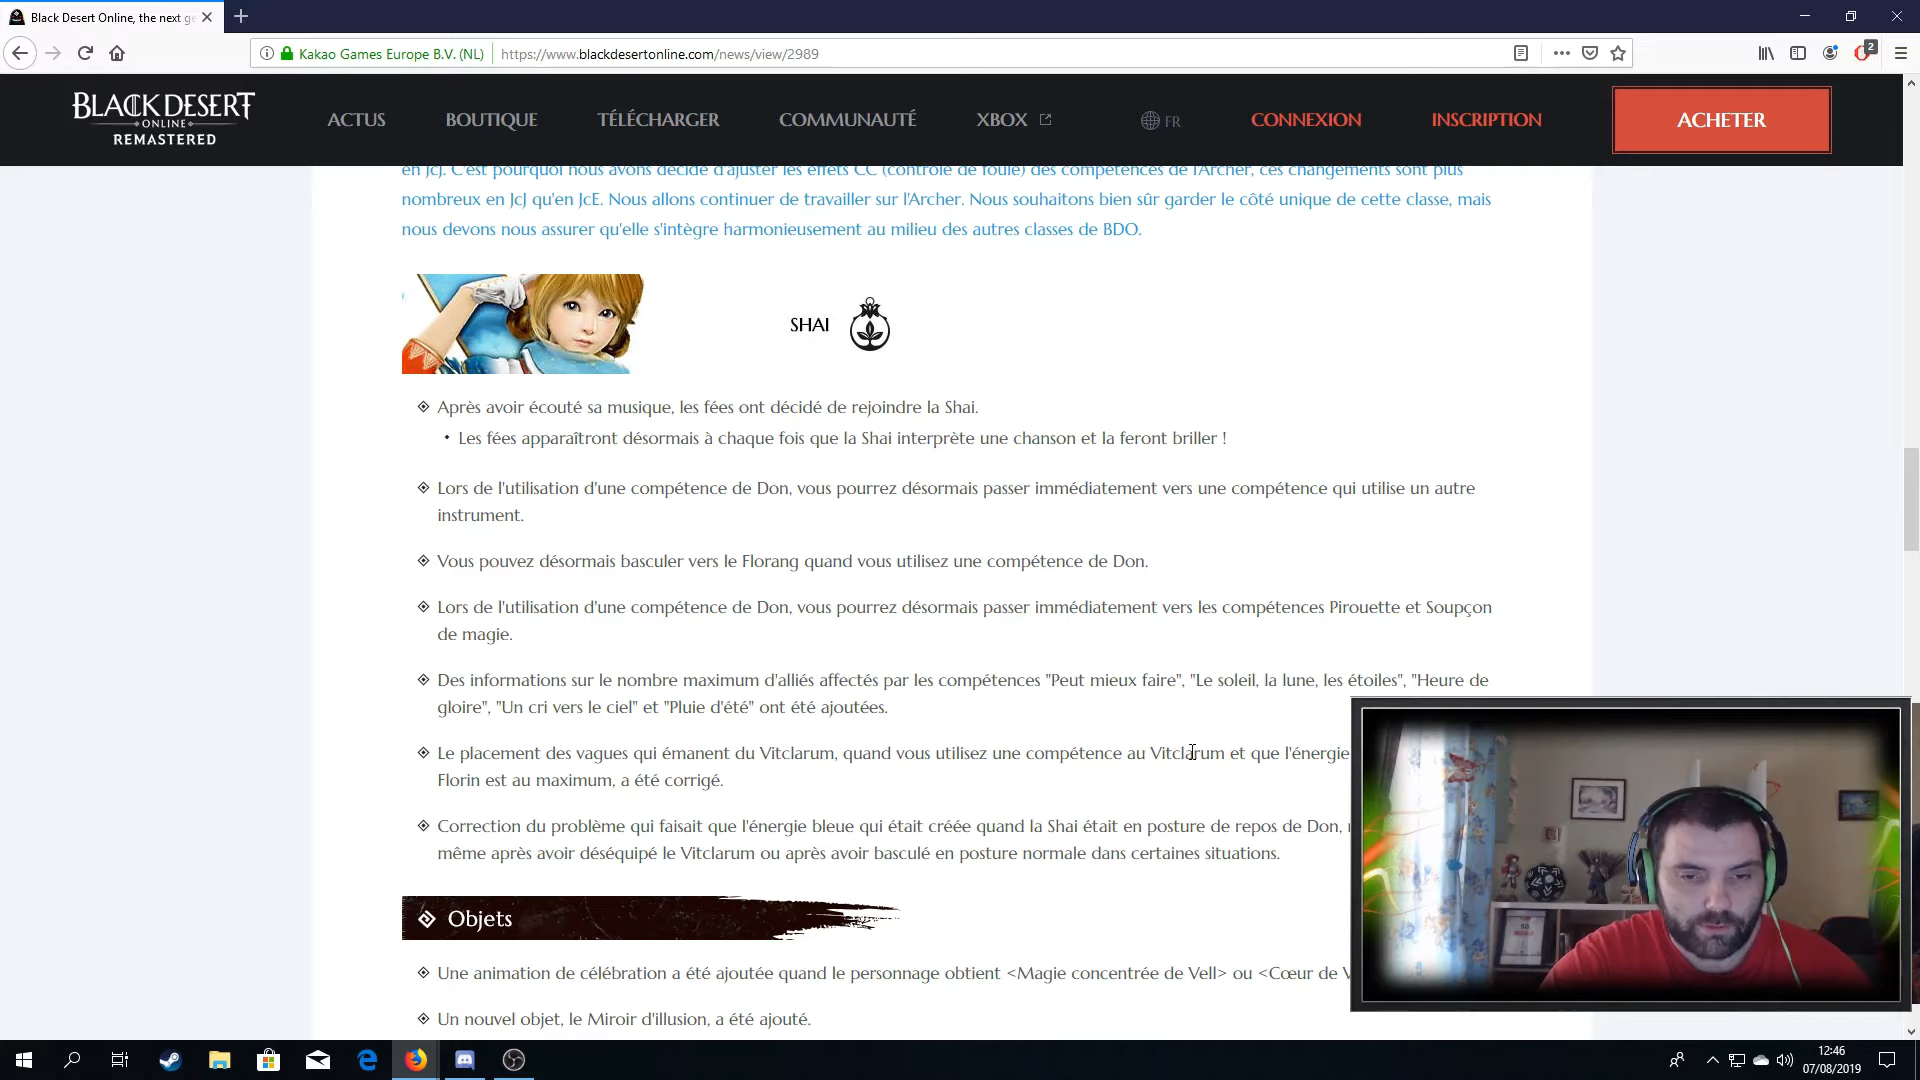 Black Desert Online, the next ge
Kakao Games Europe B.V. (NL)
https://www.blackdesertonline.com/news/view/2989
2
BLACK DESERT
ONLINE
REMASTERED
ACTUS
BOUTIQUE
TÉLÉCHARGER
COMMUNAUTÉ
XBOX
FR
CONNEXION
INSCRIPTION
ACHETER
en JcJ. C'est pourquoi nous avons décidé d'ajuster les effets CC (contrôle de foule) des compétences de l'Archer, ces changements sont plus
nombreux en JcJ qu'en JcE. Nous allons continuer de travailler sur l'Archer. Nous souhaitons bien sûr garder le côté unique de cette classe, mais
nous devons nous assurer qu'elle s'intègre harmonieusement au milieu des autres classes de BDO.
SHAI
Après avoir écouté sa musique, les fées ont décidé de rejoindre la Shai.
• Les fées apparaîtront désormais à chaque fois que la Shai interprète une chanson et la feront briller !
Lors de l'utilisation d'une compétence de Don, vous pourrez désormais passer immédiatement vers une compétence qui utilise un autre
instrument.
Vous pouvez désormais basculer vers le Florang quand vous utilisez une compétence de Don.
Lors de l'utilisation d'une compétence de Don, vous pourrez désormais passer immédiatement vers les compétences Pirouette et Soupçon
de magie.
Des informations sur le nombre maximum d'alliés affectés par les compétences "Peut mieux faire", "Le soleil, la lune, les étoiles", "Heure de
gloire", "Un cri vers le ciel" et "Pluie d'été" ont été ajoutées.
Le placement des vagues qui émanent du Vitclarum, quand vous utilisez une compétence au Vitclarum et que l'énergie
Florin est au maximum, a été corrigé.
Correction du problème qui faisait que l'énergie bleue qui était créée quand la Shai était en posture de repos de Don,
même après avoir déséquipé le Vitclarum ou après avoir basculé en posture normale dans certaines situations.
Objets
Une animation de célébration a été ajoutée quand le personnage obtient <Magie concentrée de Vell> ou <Cœur de V
Un nouvel objet, le Miroir d'illusion, a été ajouté.
12:46
07/08/2019